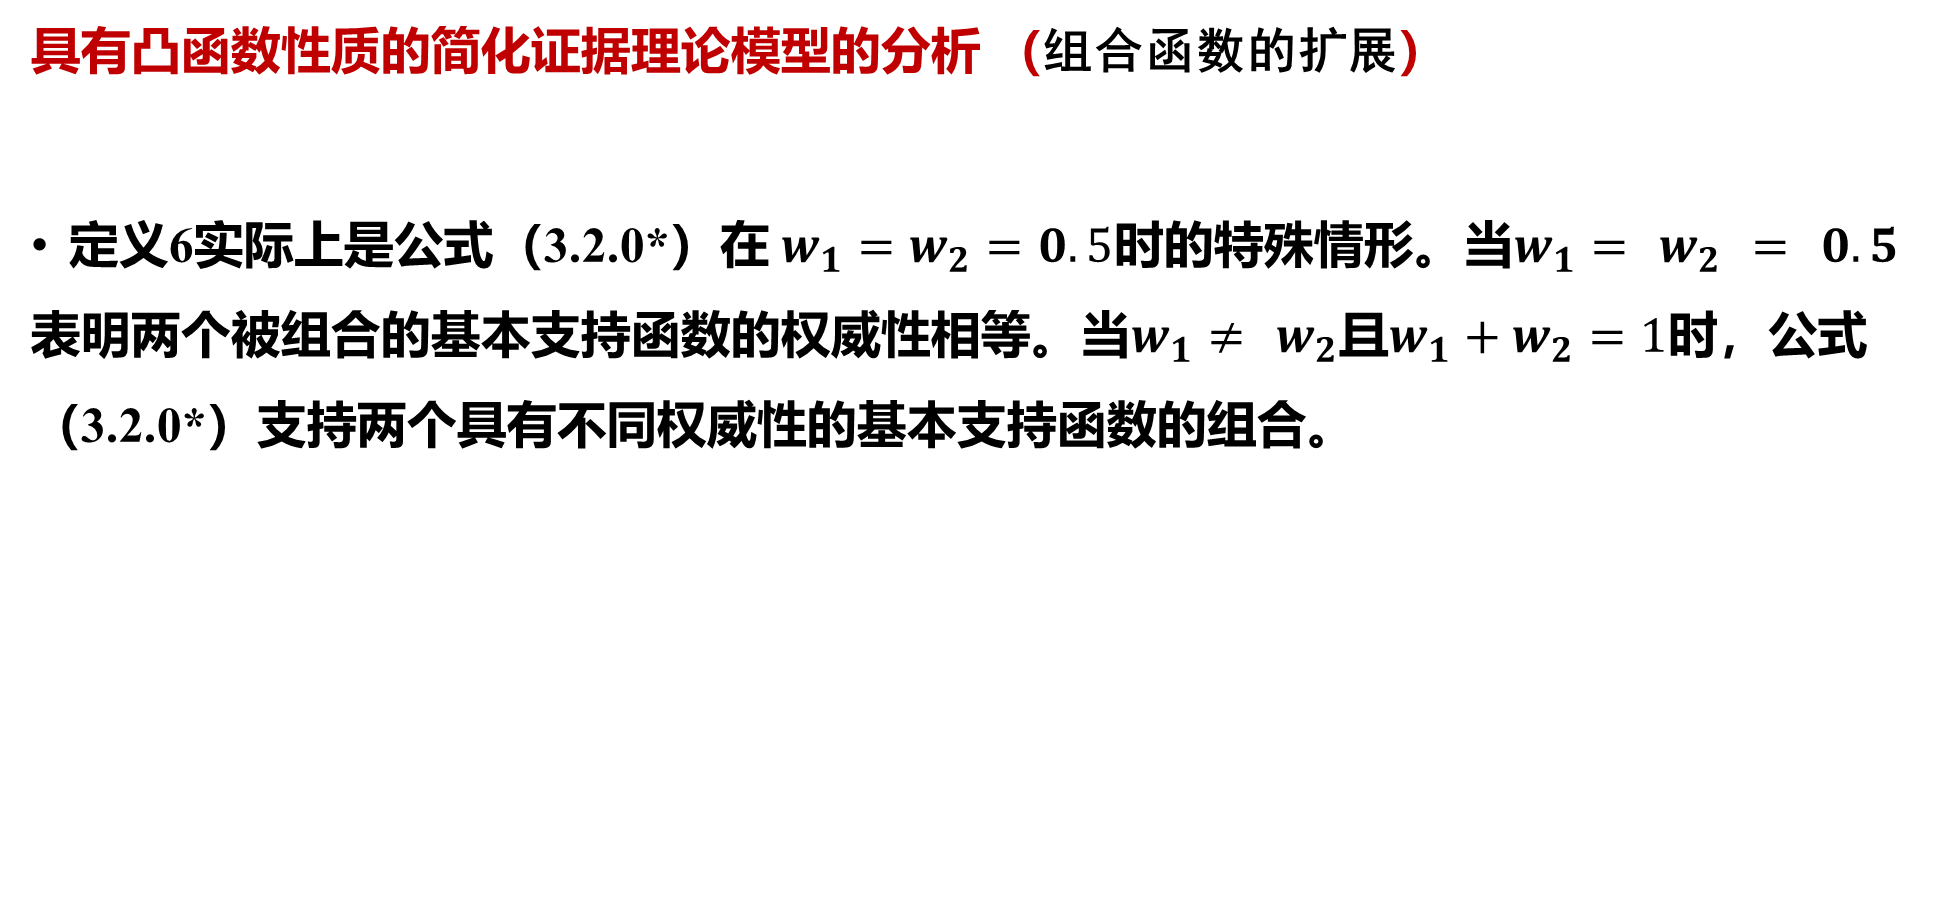 具有凸函数性质的简化证据理论模型的分析 （组合函数的扩展）
• 定义6实际上是公式（3.2.0*）在 w₁ = w₂ = 0.5时的特殊情形。当w₁ = w₂ = 0.5
表明两个被组合的基本支持函数的权威性相等。当w₁ ≠ w₂且w₁ + w₂ = 1时，公式
（3.2.0*）支持两个具有不同权威性的基本支持函数的组合。